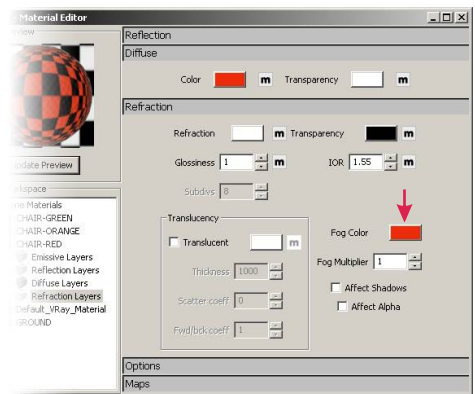 Material Editor
Reflection
Diffuse
Color m Transparency m
Refraction
Refraction m Transparency m
Glossiness 1 m IOR 1.55 m
Update Preview
Subdivs 8
Materials
CHAIR-GREEN
CHAIR-ORANGE
CHAIR-RED
Emissive Layers
Reflection Layers
Diffuse Layers
Refraction Layers
Default_VRay_Material
GROUND
Translucency
Translucent m
Thickness 1000
Scatter coeff 0
Fwd/bck coeff 1
Fog Color
Fog Multiplier 1
Affect Shadows
Affect Alpha
Options
Maps